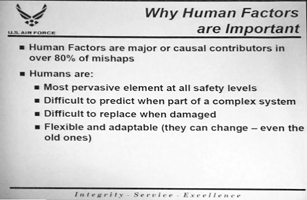 Why Human Factors
are Important
U.S. AIR FORCE
Human Factors are major or causal contributors in
over 80% of mishaps
Humans are:
Most pervasive element at all safety levels
Difficult to predict when part of a complex system
Difficult to replace when damaged
Flexible and adaptable (they can change – even the
old ones)
Integrity - Service - Excellence